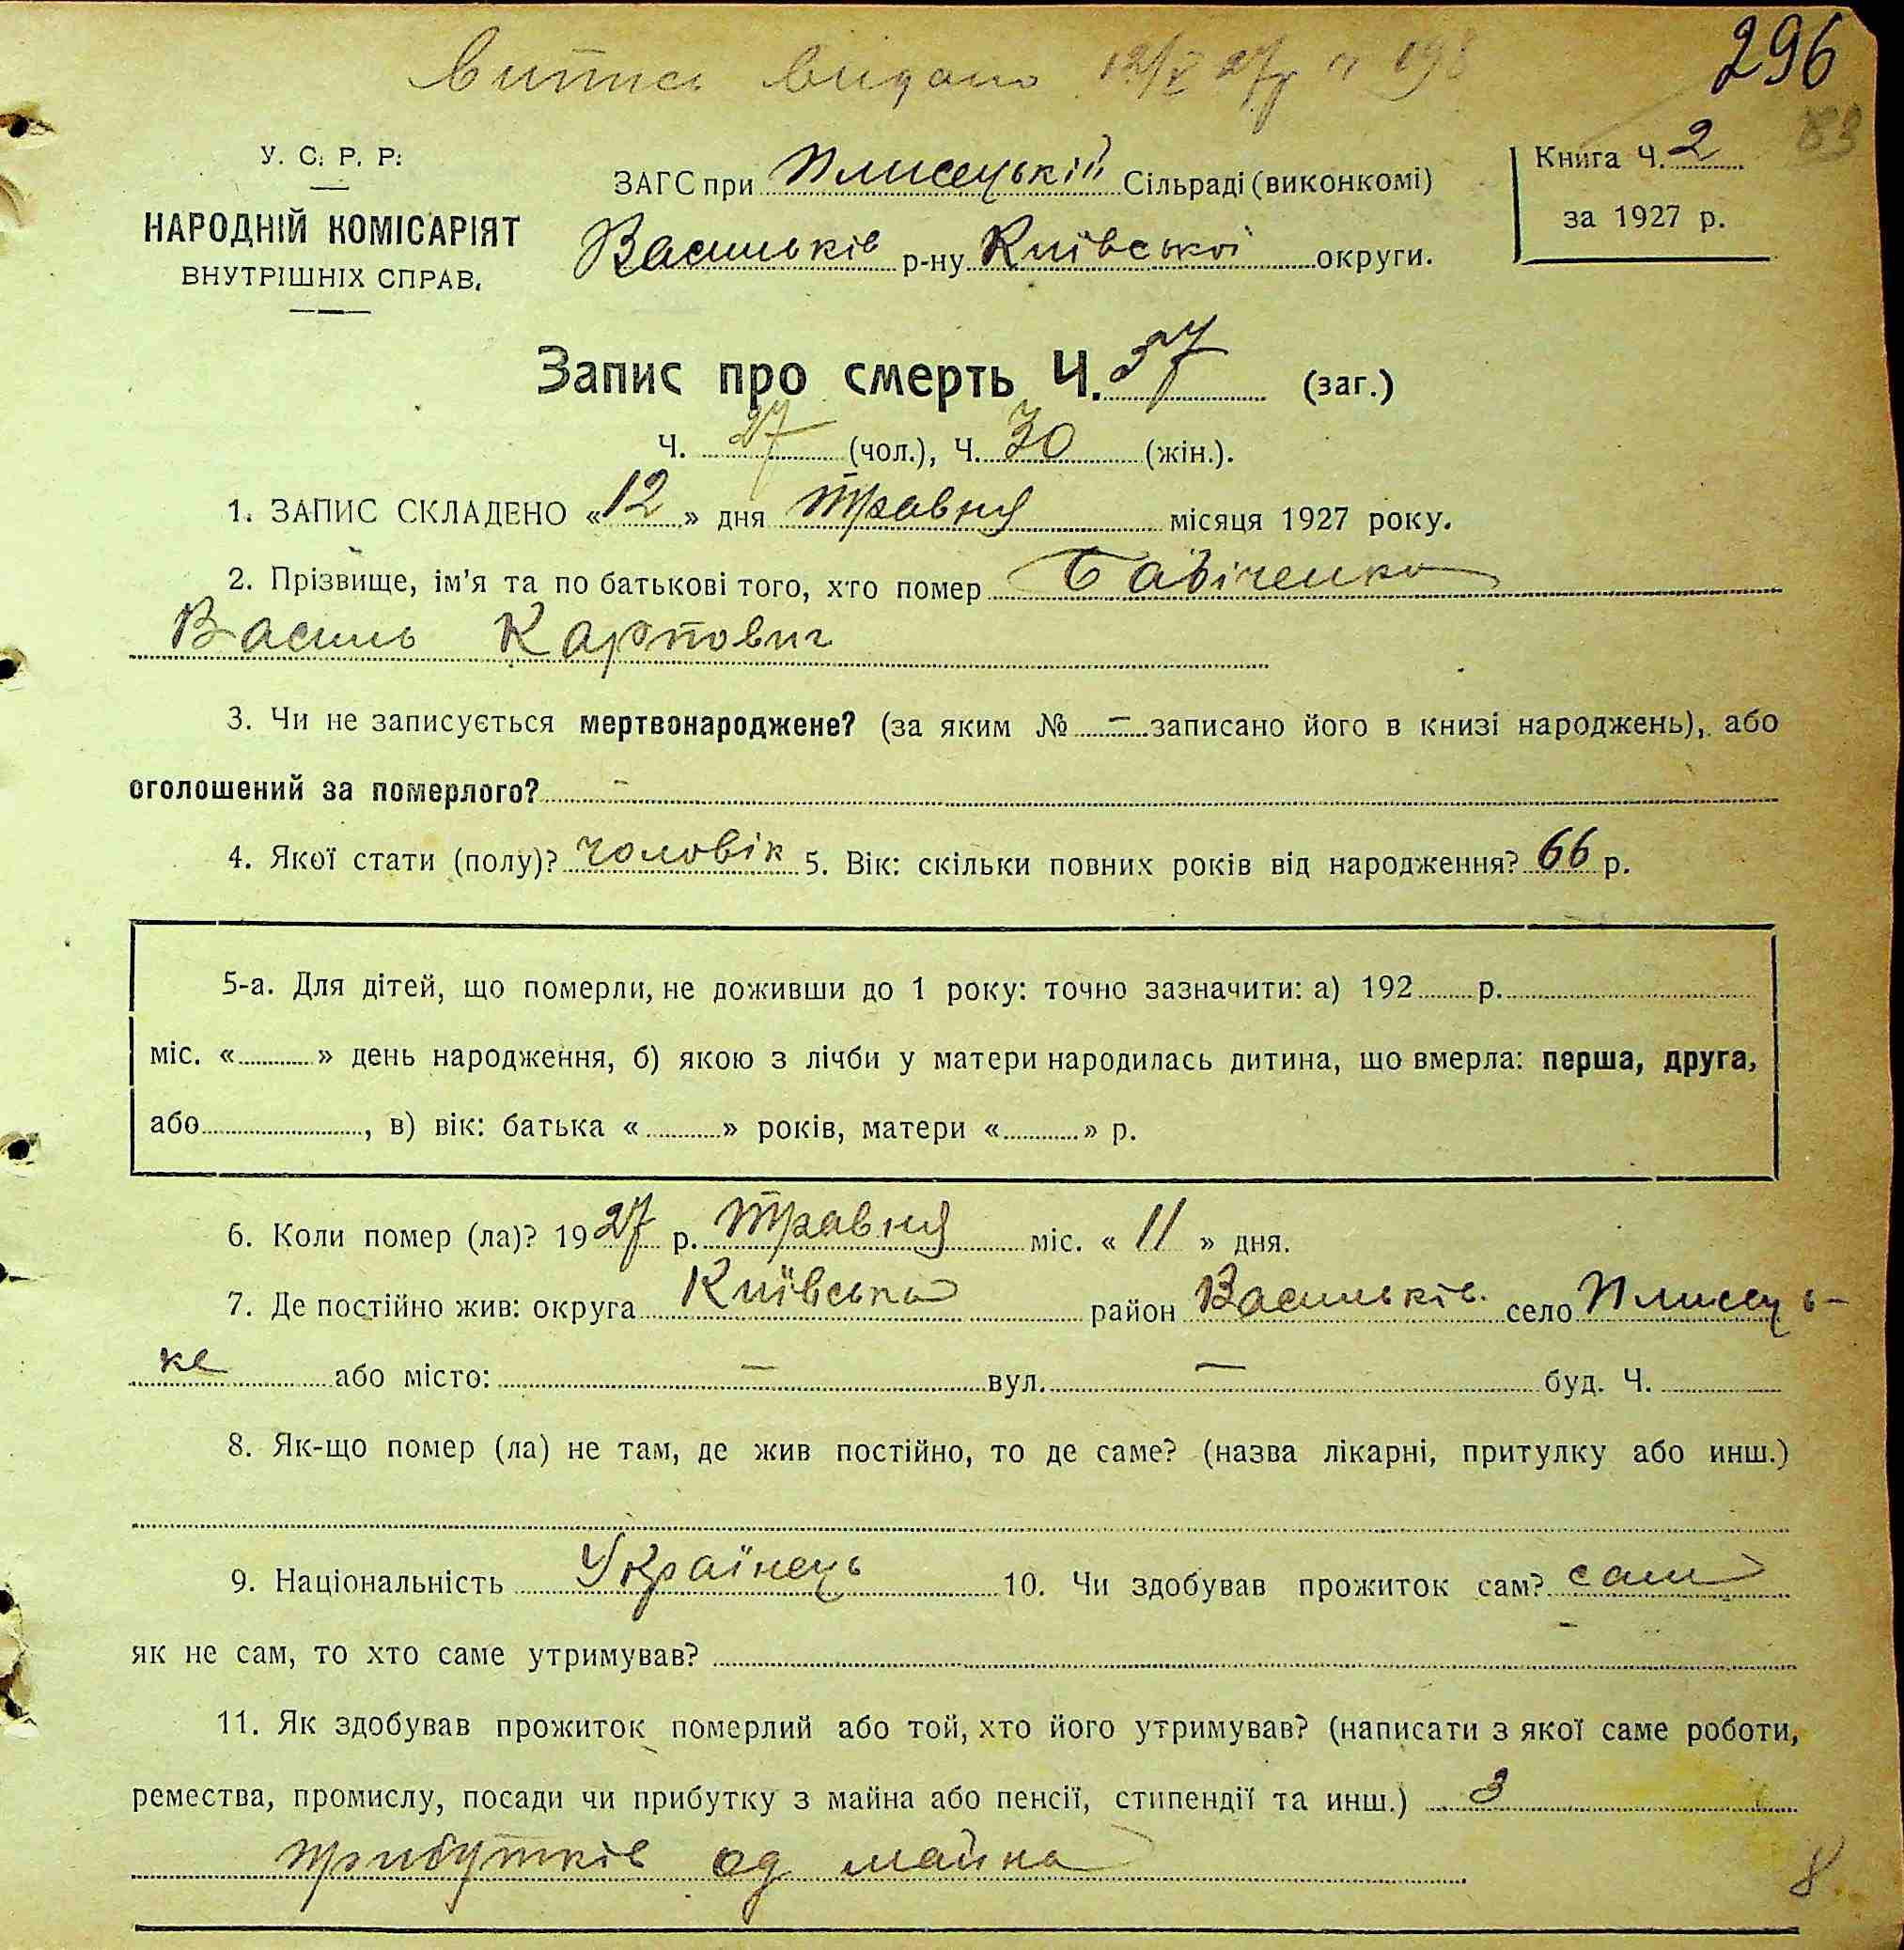 Витпис видано 12/V 27 р. ч 198
296
83
У. С. Р. Р.
НАРОДНІЙ КОМІСАРІЯТ
ВНУТРІШНІХ СПРАВ.
ЗАГС при Плисецькій Сільраді (виконкомі)
Васильків р-ну Київської округи.
Книга Ч. 2
за 1927 р.
Запис про смерть Ч. 57 (заг.)
Ч. 27 (чол.), Ч. 30 (жін.).
1. ЗАПИС СКЛАДЕНО «12» дня травня місяця 1927 року.
2. Прізвище, ім’я та по батькові того, хто помер Бабіченко
Василь Карпович
3. Чи не записується мертвонароджене? (за яким № – записано його в книзі народжень), або
оголошений за померлого? –
4. Якої стати (полу)? чоловік 5. Вік: скільки повних років від народження? 66 р.
5-а. Для дітей, що померли, не доживши до 1 року: точно зазначити: а) 192 р.
міс. « » день народження, б) якою з лічби у матери народилась дитина, що вмерла: перша, друга,
або , в) вік: батька « » років, матери « » р.
6. Коли помер (ла)? 1927 р. травня міс. « 11 » дня.
7. Де постійно жив: округа Київська район Васильків. село Плисець-
ке або місто: – вул. – буд. Ч.
8. Як-що помер (ла) не там, де жив постійно, то де саме? (назва лікарні, притулку або инш.)
9. Національність Українець 10. Чи здобував прожиток сам? сам
як не сам, то хто саме утримував?
11. Як здобував прожиток померлий або той, хто його утримував? (написати з якої саме роботи,
ремества, промислу, посади чи прибутку з майна або пенсії, стипендії та инш.) З
прибутків од майна
8